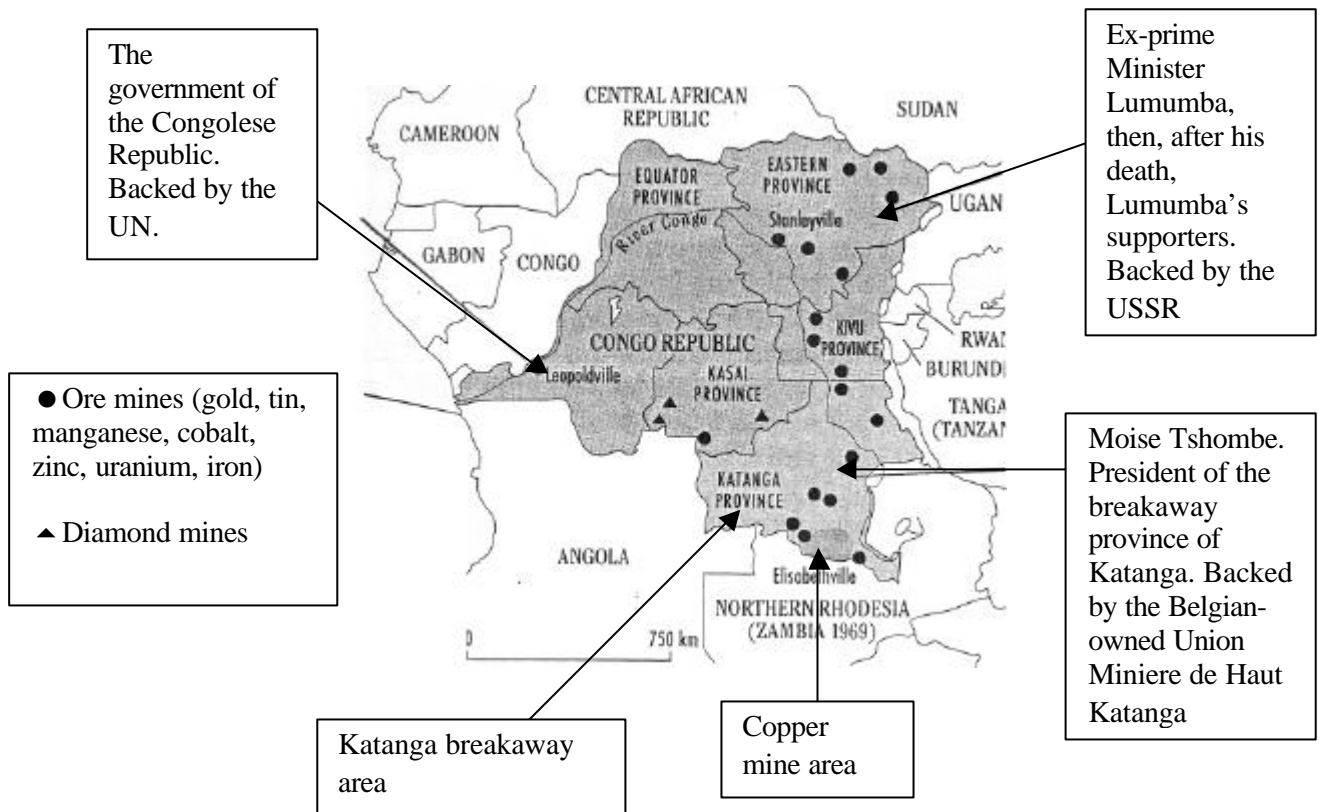 The
government of
the Congolese
Republic.
Backed by the
UN.
Ex-prime
Minister
Lumumba,
then, after his
death,
Lumumba’s
supporters.
Backed by the
USSR
CENTRAL AFRICAN
REPUBLIC
SUDAN
CAMEROON
EQUATOR
PROVINCE
EASTERN
PROVINCE
UGAN
Stanleyville
River Congo
GABON
CONGO
CONGO REPUBLIC
KIVU
PROVINCE
RWAN
BURUNDI
Leopoldville
KASAI
PROVINCE
TANGA
(TANZAN
● Ore mines (gold, tin,
manganese, cobalt,
zinc, uranium, iron)
▲ Diamond mines
KATANGA
PROVINCE
ANGOLA
Elisabethville
NORTHERN RHODESIA
(ZAMBIA 1969)
0 750 km
Moise Tshombe.
President of the
breakaway
province of
Katanga. Backed
by the Belgian-
owned Union
Miniere de Haut
Katanga
Katanga breakaway
area
Copper
mine area